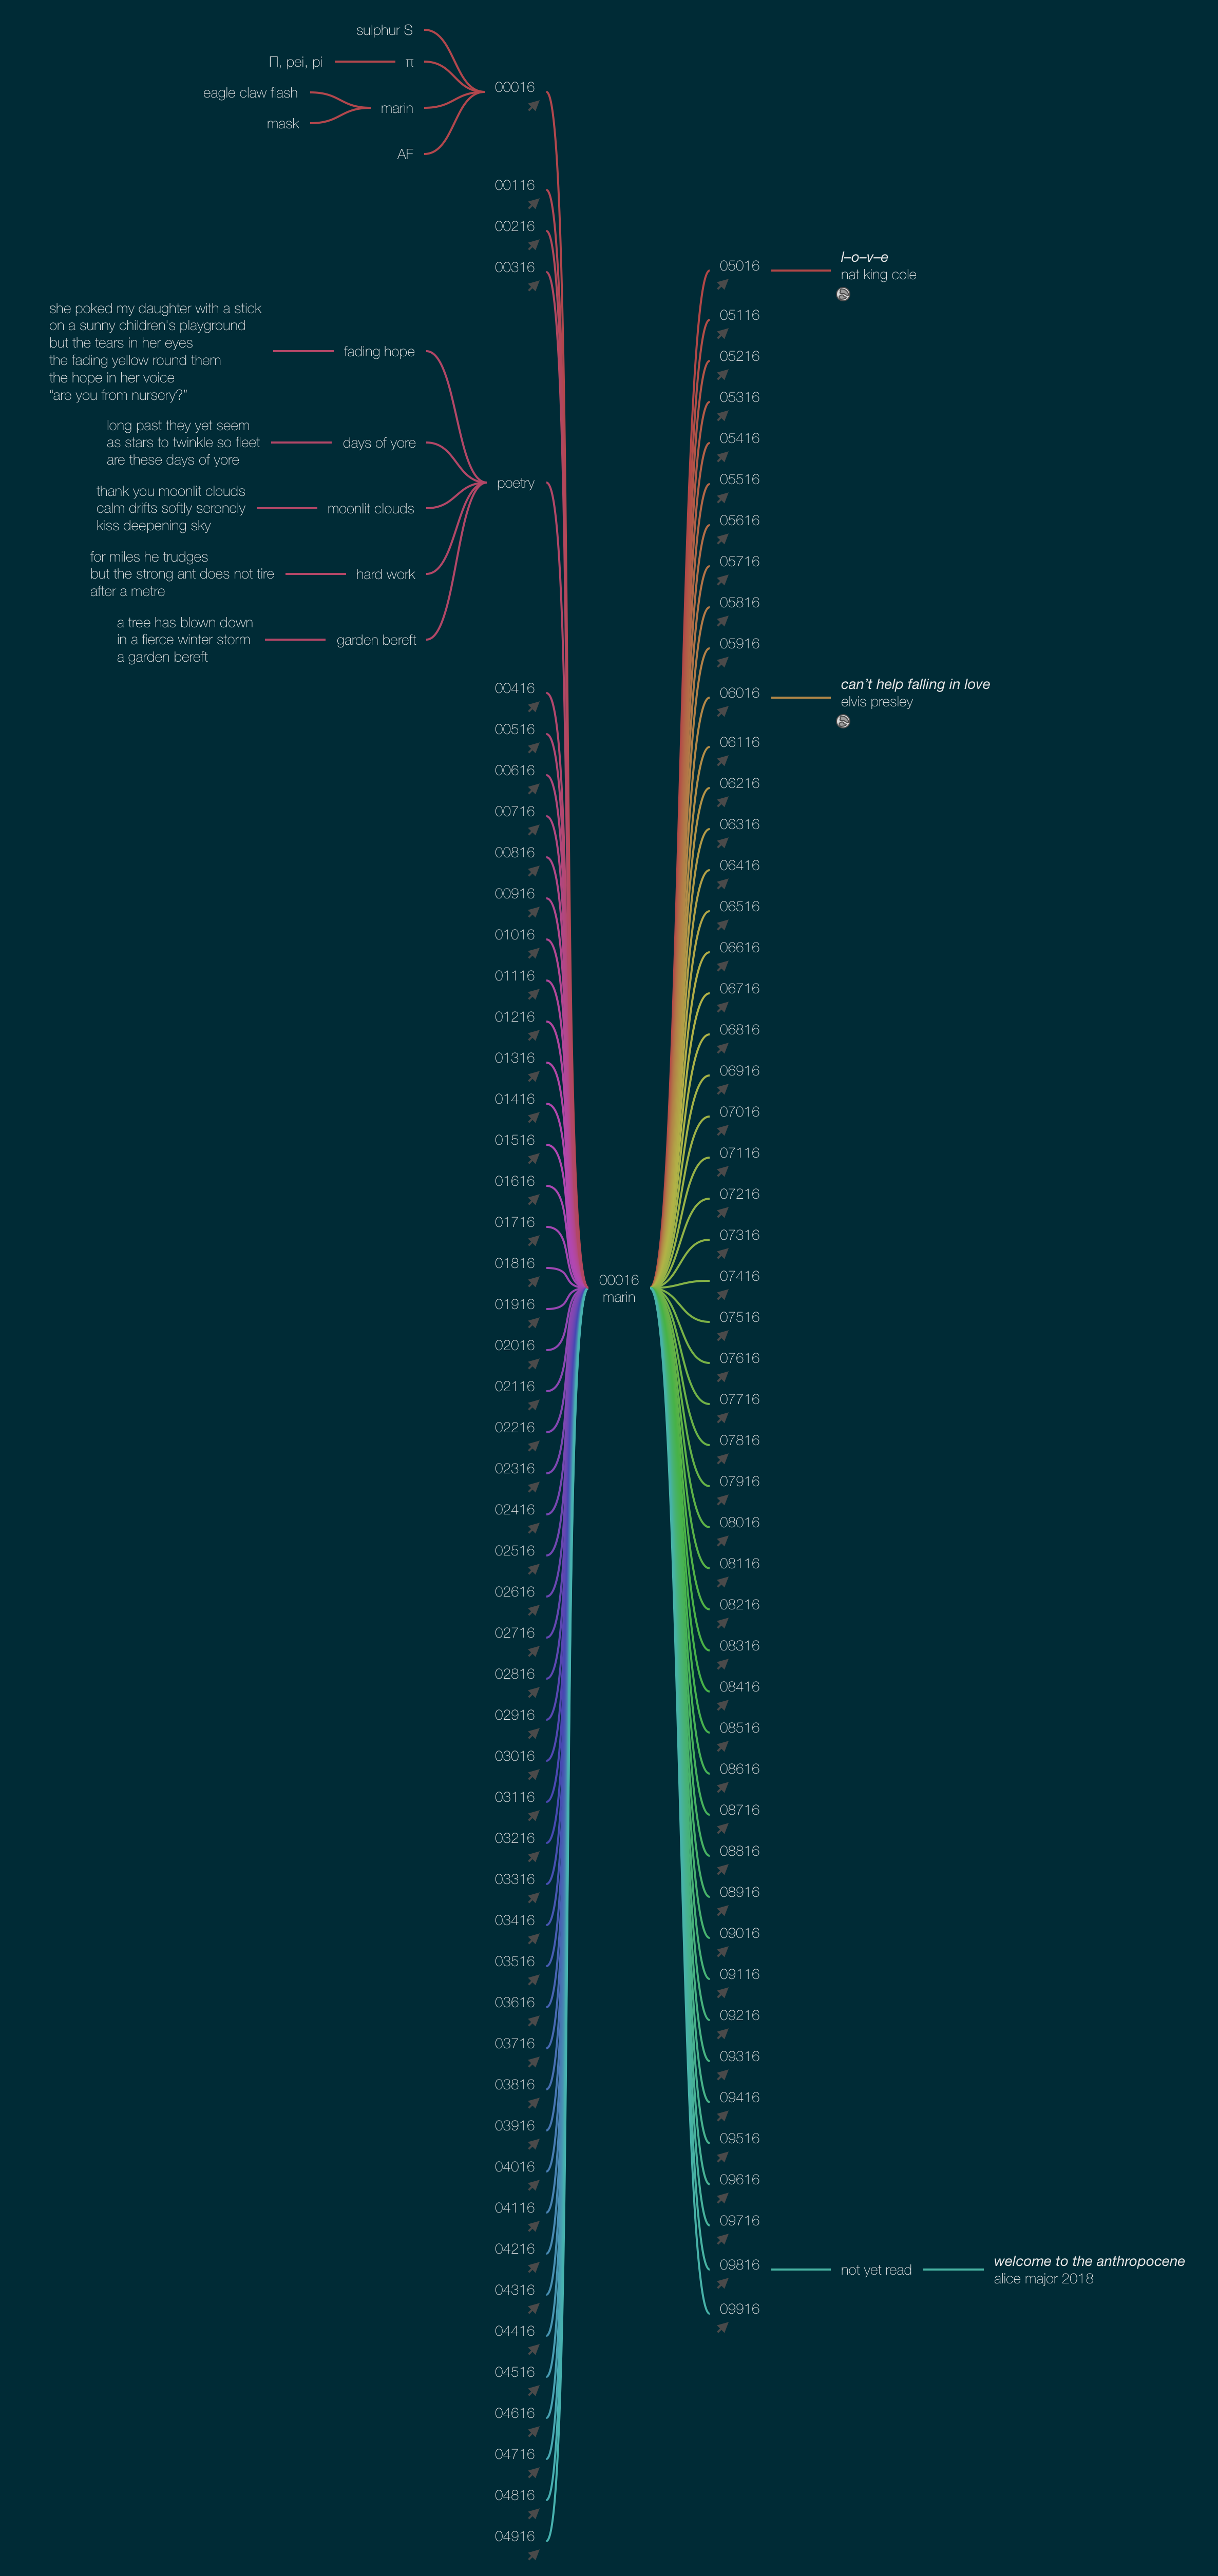 sulphur S
Π, pei, pi
π
eagle claw flash
mask
marin
AF
00016
00116
00216
00316
she poked my daughter with a stick
on a sunny children's playground
but the tears in her eyes
the fading yellow round them
the hope in her voice
“are you from nursery?”
fading hope
long past they yet seem
as stars to twinkle so fleet
are these days of yore
days of yore
thank you moonlit clouds
calm drifts softly serenely
kiss deepening sky
moonlit clouds
for miles he trudges
but the strong ant does not tire
after a metre
hard work
a tree has blown down
in a fierce winter storm
a garden bereft
garden bereft
poetry
00416
00516
00616
00716
00816
00916
01016
01116
01216
01316
01416
01516
01616
01716
01816
01916
02016
02116
02216
02316
02416
02516
02616
02716
02816
02916
03016
03116
03216
03316
03416
03516
03616
03716
03816
03916
04016
04116
04216
04316
04416
04516
04616
04716
04816
04916
00016
marin
05016
l–o–v–e
nat king cole
05116
05216
05316
05416
05516
05616
05716
05816
05916
06016
can’t help falling in love
elvis presley
06116
06216
06316
06416
06516
06616
06716
06816
06916
07016
07116
07216
07316
07416
07516
07616
07716
07816
07916
08016
08116
08216
08316
08416
08516
08616
08716
08816
08916
09016
09116
09216
09316
09416
09516
09616
09716
09816
not yet read
welcome to the anthropocene
alice major 2018
09916